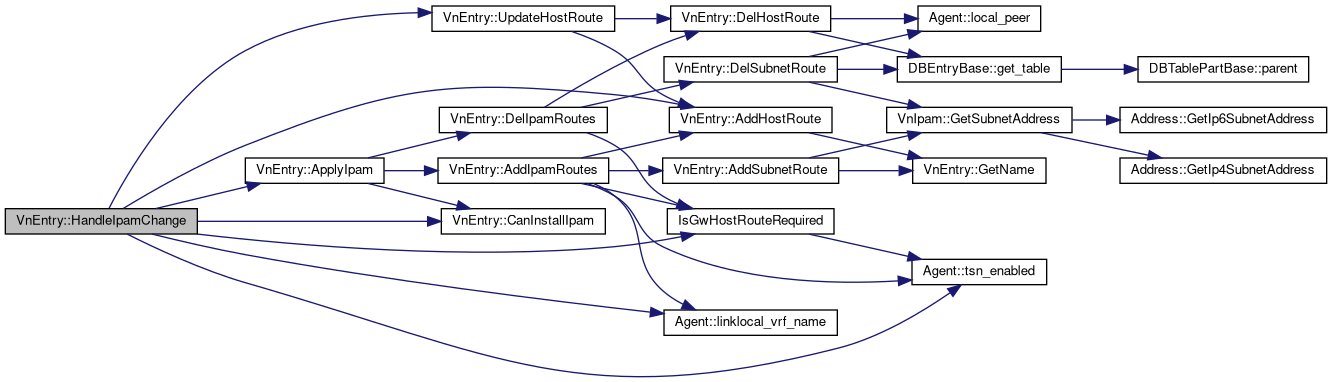 VnEntry::HandleIpamChange
VnEntry::UpdateHostRoute
VnEntry::ApplyIpam
VnEntry::DelIpamRoutes
VnEntry::AddIpamRoutes
VnEntry::CanInstallIpam
VnEntry::DelHostRoute
VnEntry::DelSubnetRoute
VnEntry::AddHostRoute
VnEntry::AddSubnetRoute
IsGwHostRouteRequired
Agent::linklocal_vrf_name
Agent::local_peer
DBEntryBase::get_table
VnIpam::GetSubnetAddress
VnEntry::GetName
Agent::tsn_enabled
DBTablePartBase::parent
Address::GetIp6SubnetAddress
Address::GetIp4SubnetAddress